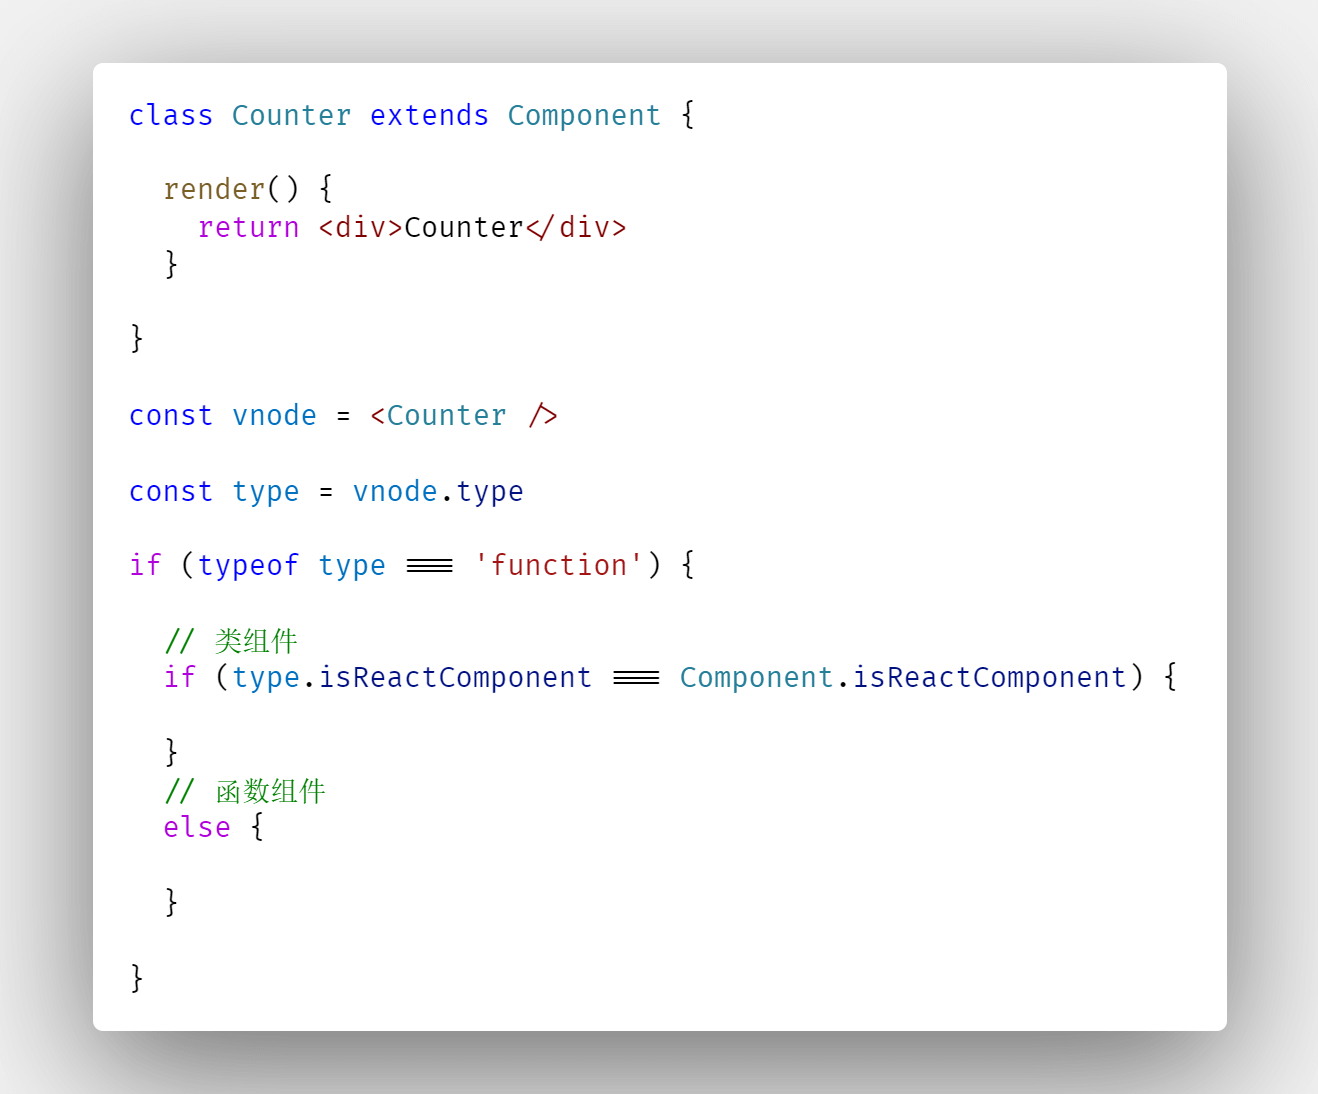 class Counter extends Component {
  render() {
    return <div>Counter</div>
  }
}
const vnode = <Counter />
const type = vnode.type
if (typeof type === 'function') {
  // 类组件
  if (type.isReactComponent === Component.isReactComponent) {
  }
  // 函数组件
  else {
  }
}